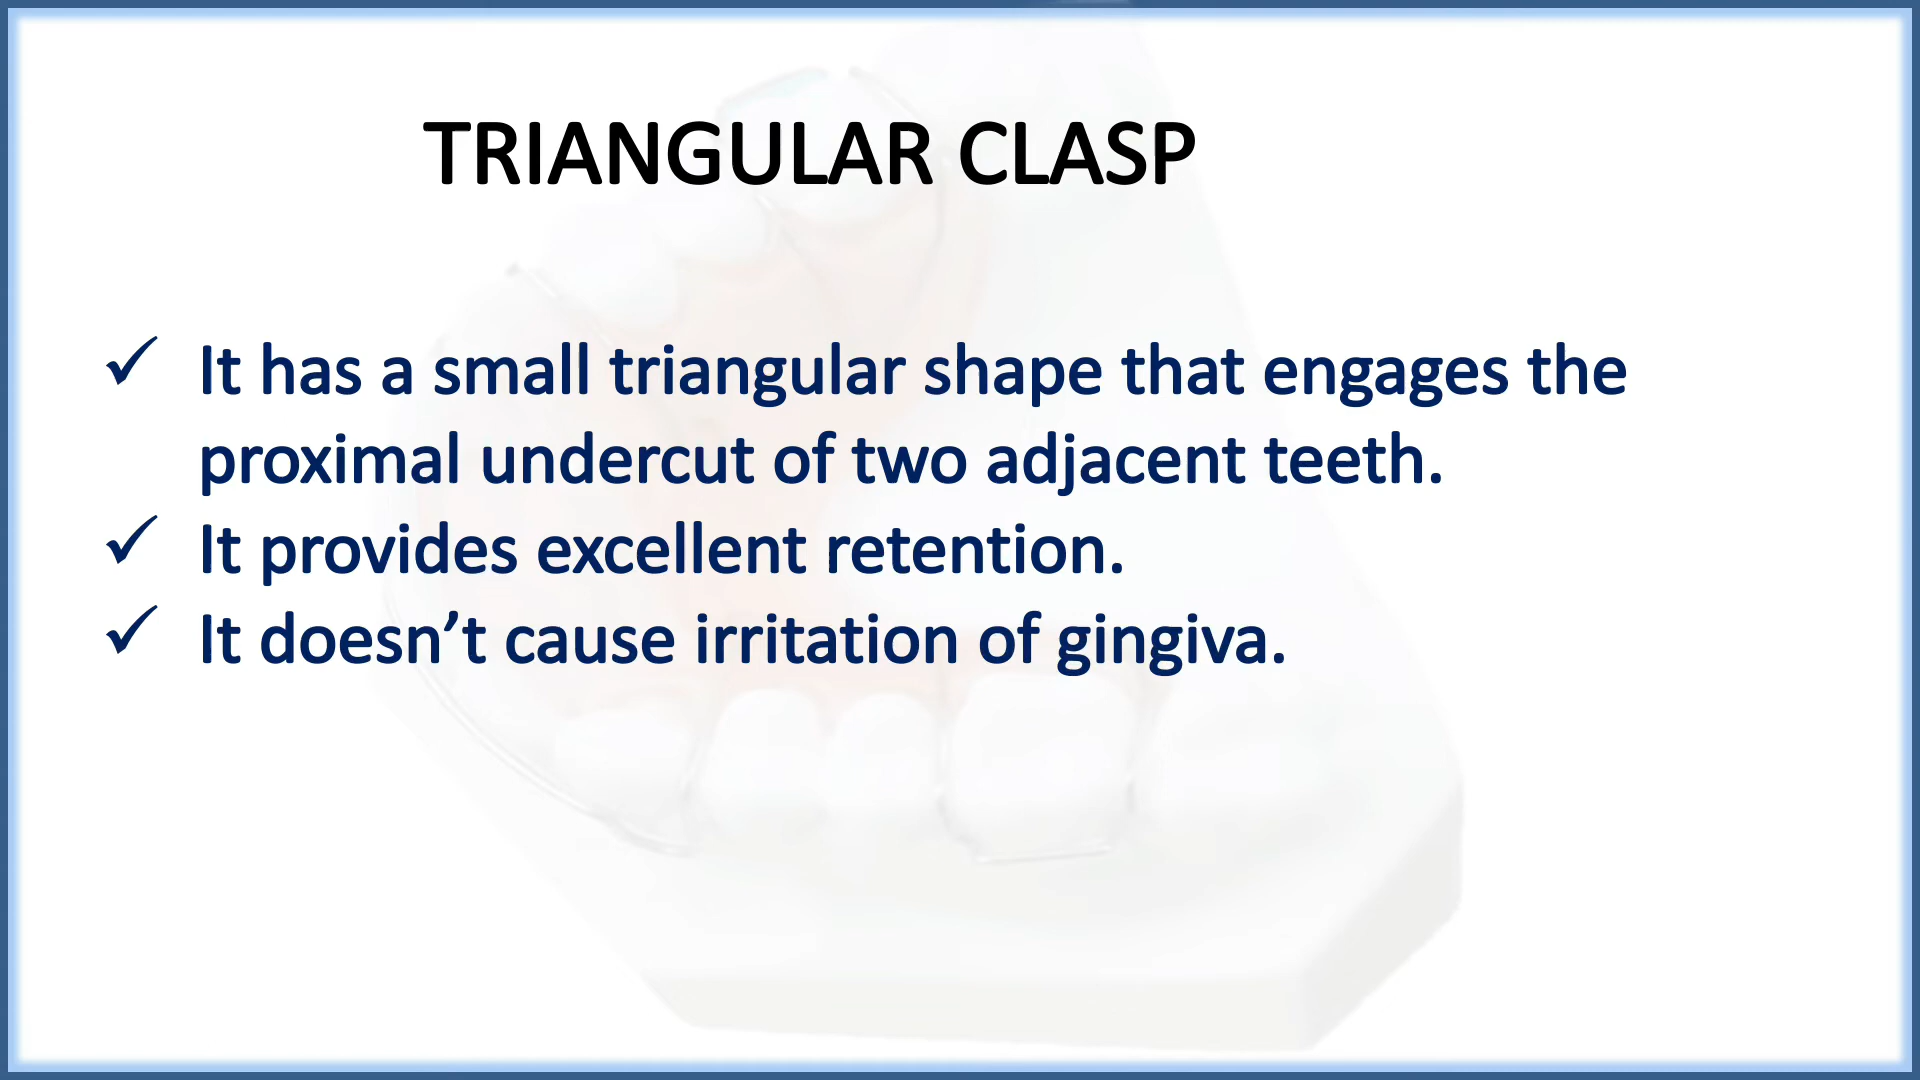 TRIANGULAR CLASP
✓ It has a small triangular shape that engages the
proximal undercut of two adjacent teeth.
✓ It provides excellent retention.
✓ It doesn’t cause irritation of gingiva.